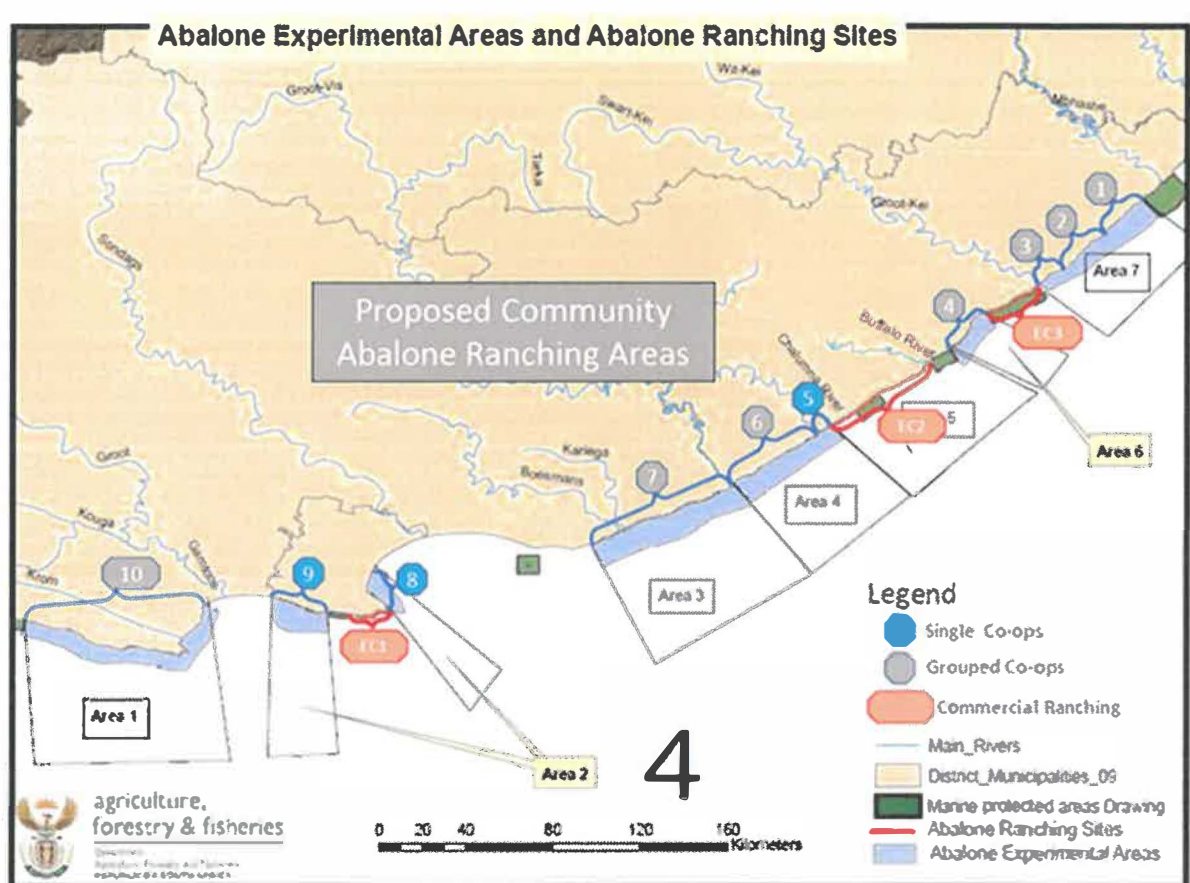 Abalone Experimental Areas and Abalone Ranching Sites
Groot-Vis
Wit-Kei
Swart-Kei
Mbhashe
Tarka
Groot-Kei
Sondags
1
2
3
Area 7
Proposed Community
Abalone Ranching Areas
4
Buffalo River
EC3
Chalumna River
5
6
EC2
5
Area 6
Kariega
Boesmans
7
Area 4
Groot
Kouga
Gamtoos
Krom
10
9
8
Area 3
EC1
Area 1
Area 2
4
Legend
Single Co-ops
Grouped Co-ops
Commercial Ranching
Main_Rivers
District_Municipalities_09
Marine protected areas Drawing
Abalone Ranching Sites
Abalone Experimental Areas
agriculture,
forestry & fisheries
0 20 40 80 120 160
Kilometers